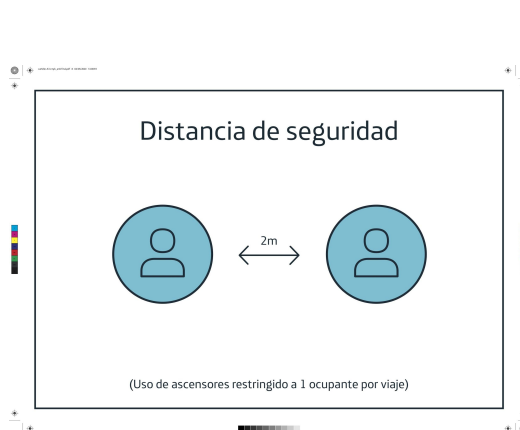 Distancia de seguridad
2m
(Uso de ascensores restringido a 1 ocupante por viaje)